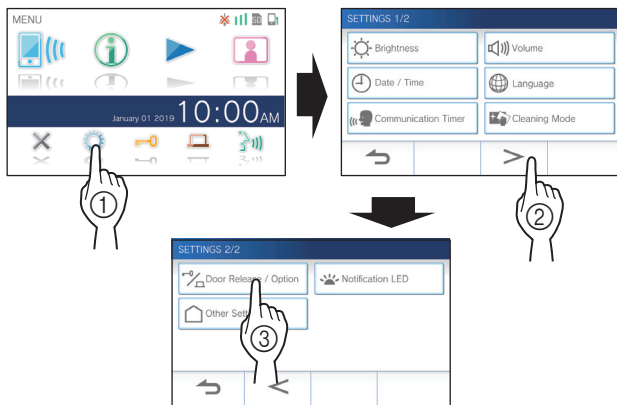 MENU
SD
January 01 2019 10:00AM
①
SETTINGS 1/2
Brightness
Volume
Date / Time
Language
Communication Timer
Cleaning Mode
②
SETTINGS 2/2
Door Release / Option
Notification LED
Other
③